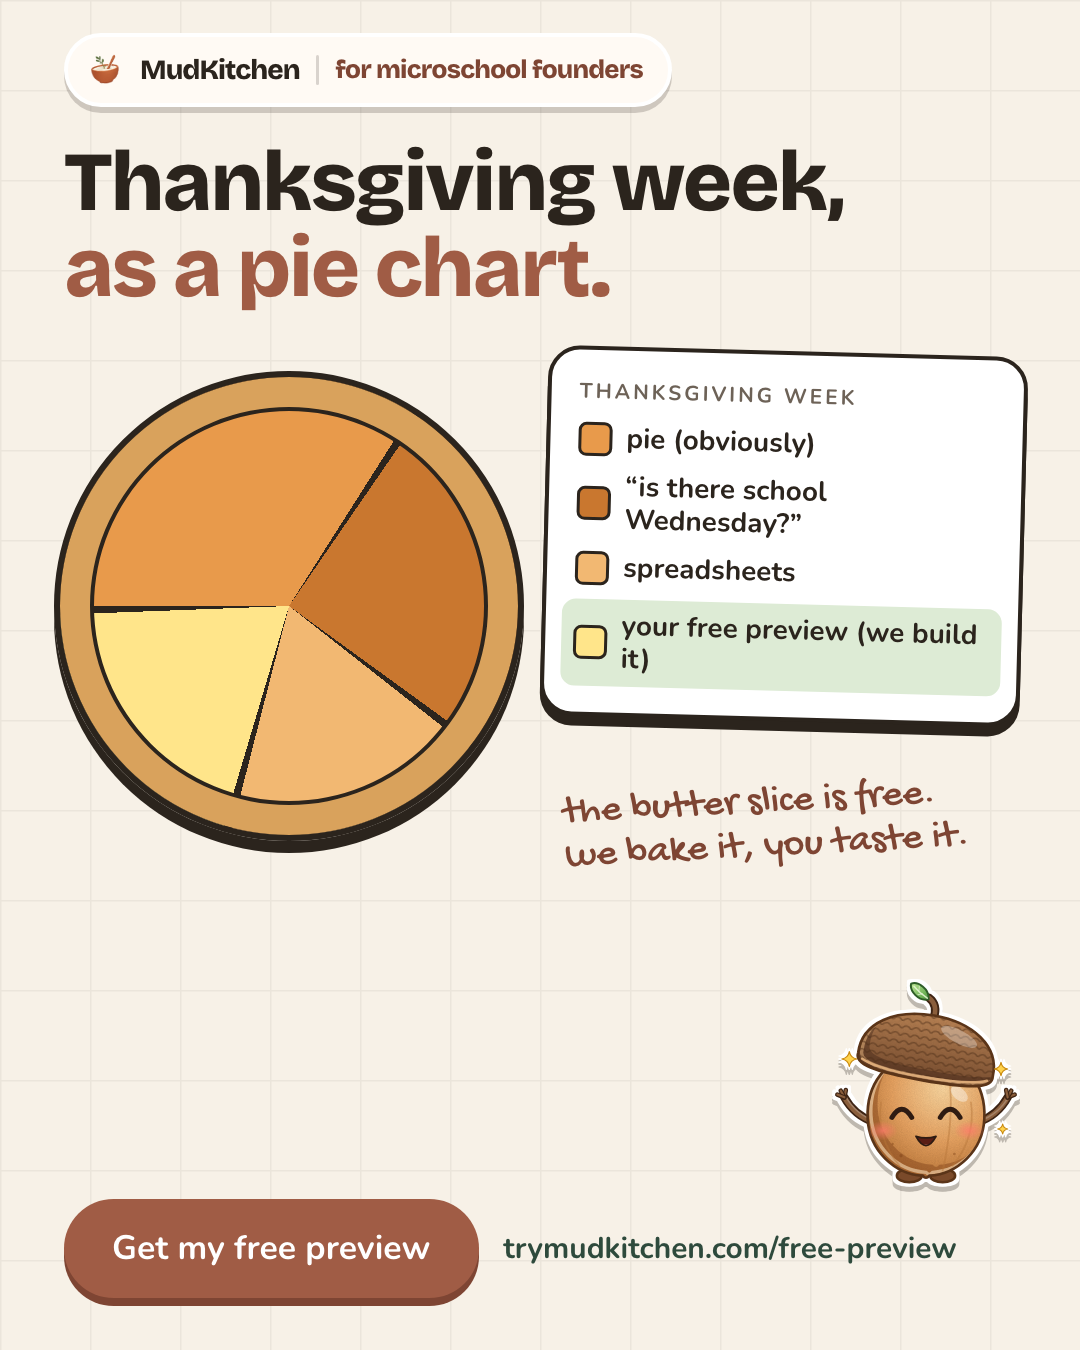 MudKitchen | for microschool founders
Thanksgiving week,
as a pie chart.
THANKSGIVING WEEK
pie (obviously)
“is there school
Wednesday?”
spreadsheets
your free preview (we build
it)
the butter slice is free.
we bake it, you taste it.
Get my free preview
trymudkitchen.com/free-preview